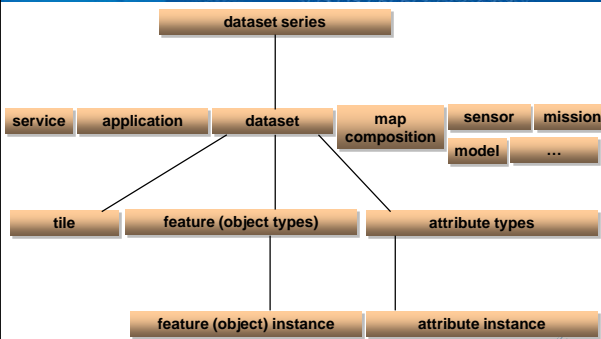 dataset series
service
application
dataset
map
composition
sensor
mission
model
...
tile
feature (object types)
attribute types
feature (object) instance
attribute instance